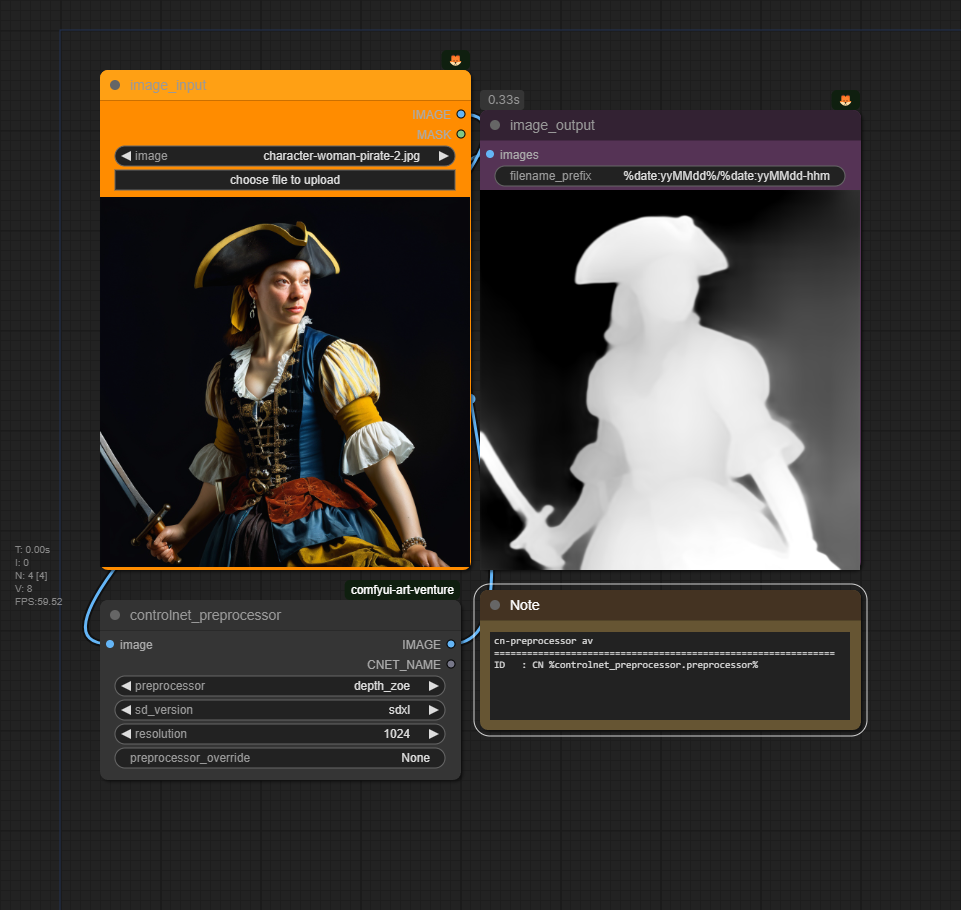 image_input
IMAGE
MASK
image character-woman-pirate-2.jpg
choose file to upload
0.33s
image_output
images
filename_prefix %date:yyMMdd%/%date:yyMMdd-hhm
T: 0.00s
I: 0
N: 4 [4]
V: 8
FPS:59.52
comfyui-art-venture
controlnet_preprocessor
image IMAGE
CNET_NAME
preprocessor depth_zoe
sd_version sdxl
resolution 1024
preprocessor_override None
Note
cn-preprocessor av
==============================================================
ID : CN %controlnet_preprocessor.preprocessor%